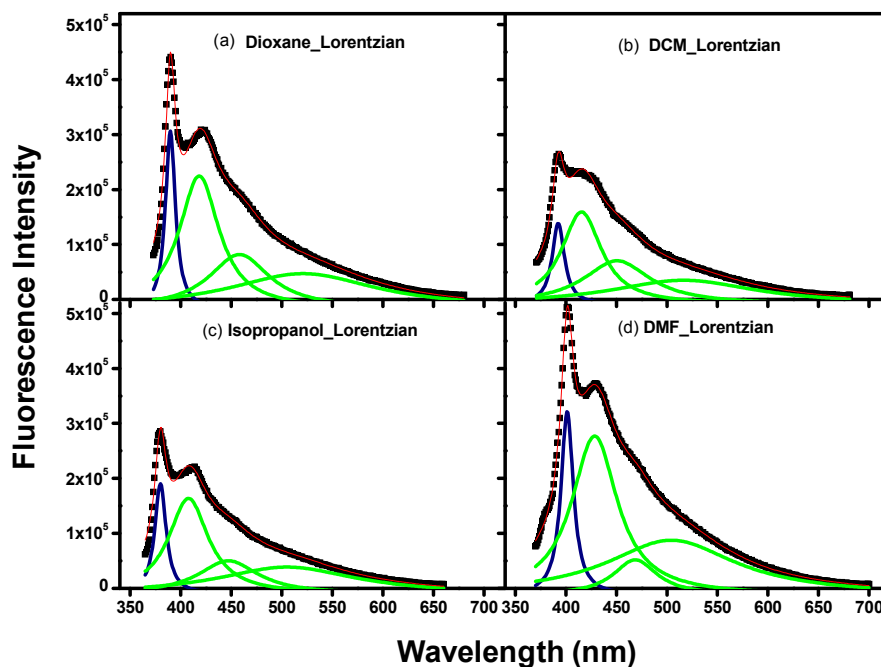 Fluorescence Intensity
(a) Dioxane_Lorentzian
(b) DCM_Lorentzian
5x10⁵
4x10⁵
3x10⁵
2x10⁵
1x10⁵
0
(c) Isopropanol_Lorentzian
(d) DMF_Lorentzian
5x10⁵
4x10⁵
3x10⁵
2x10⁵
1x10⁵
0
350 400 450 500 550 600 650 700
350 400 450 500 550 600 650 700
Wavelength (nm)